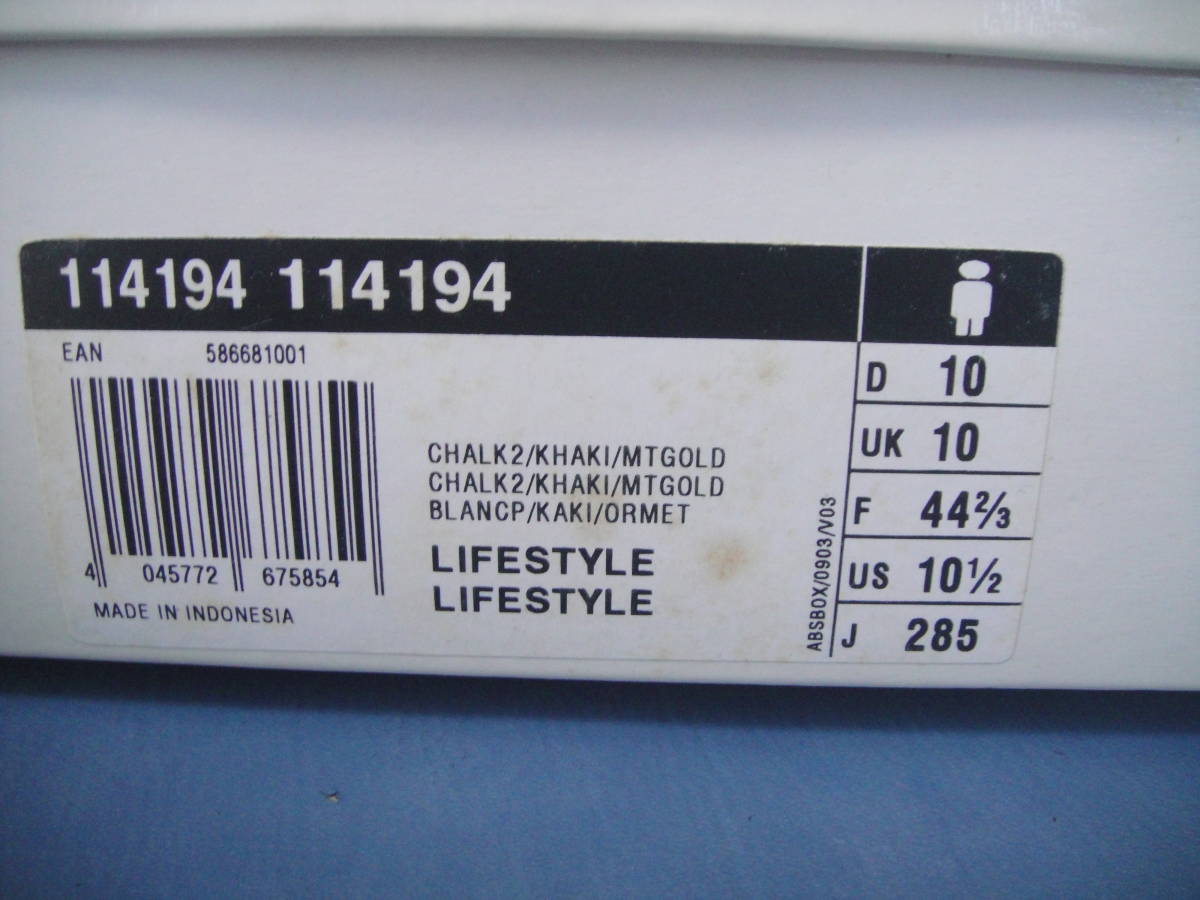 114194 114194
EAN 586681001
4 045772 675854
MADE IN INDONESIA
CHALK2/KHAKI/MTGOLD
CHALK2/KHAKI/MTGOLD
BLANCP/KAKI/ORMET
LIFESTYLE
LIFESTYLE
ABSBOX/0903/V03
D 10
UK 10
F 44⅔
US 10½
J 285